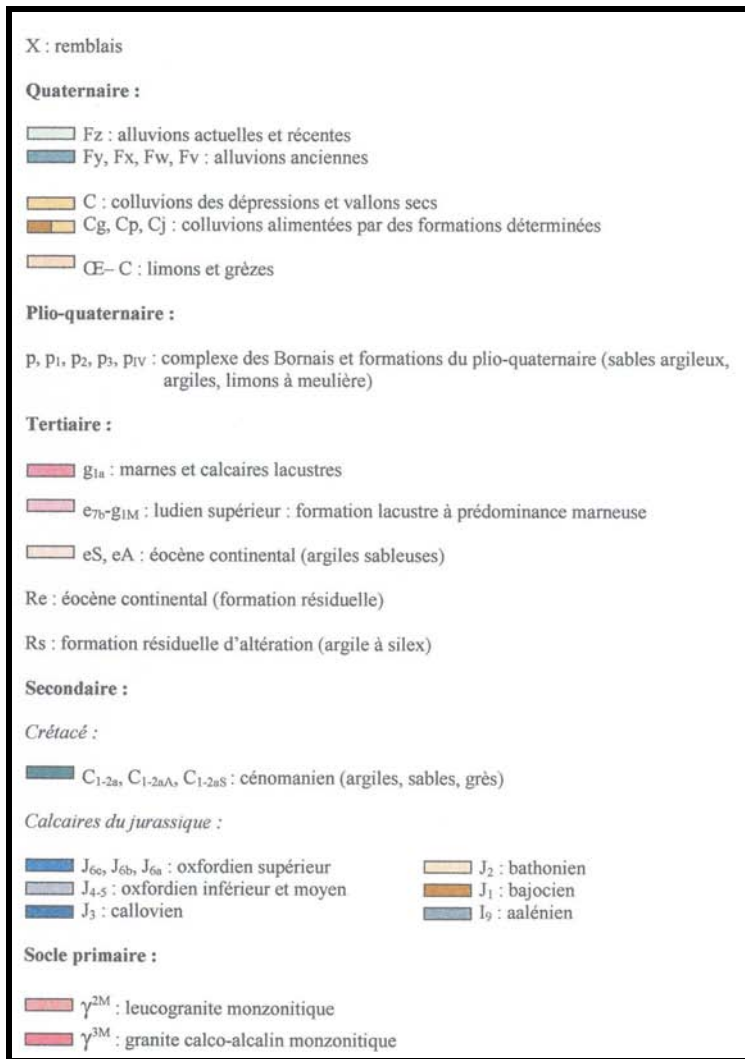 X : remblais
Quaternaire :
Fz : alluvions actuelles et récentes
Fy, Fx, Fw, Fv : alluvions anciennes
C : colluvions des dépressions et vallons secs
Cg, Cp, Cj : colluvions alimentées par des formations déterminées
Œ– C : limons et grèzes
Plio-quaternaire :
p, p₁, p₂, p₃, p_IV : complexe des Bornais et formations du plio-quaternaire (sables argileux,
argiles, limons à meulière)
Tertiaire :
g₁ₐ : marnes et calcaires lacustres
e₇b-g₁M : ludien supérieur : formation lacustre à prédominance marneuse
eS, eA : éocène continental (argiles sableuses)
Re : éocène continental (formation résiduelle)
Rs : formation résiduelle d'altération (argile à silex)
Secondaire :
Crétacé :
C₁₋₂ₐ, C₁₋₂ₐA, C₁₋₂ₐS : cénomanien (argiles, sables, grès)
Calcaires du jurassique :
J₆c, J₆b, J₆ₐ : oxfordien supérieur
J₄₋₅ : oxfordien inférieur et moyen
J₃ : callovien
J₂ : bathonien
J₁ : bajocien
I₉ : aalénien
Socle primaire :
γ²ᴹ : leucogranite monzonitique
γ³ᴹ : granite calco-alcalin monzonitique